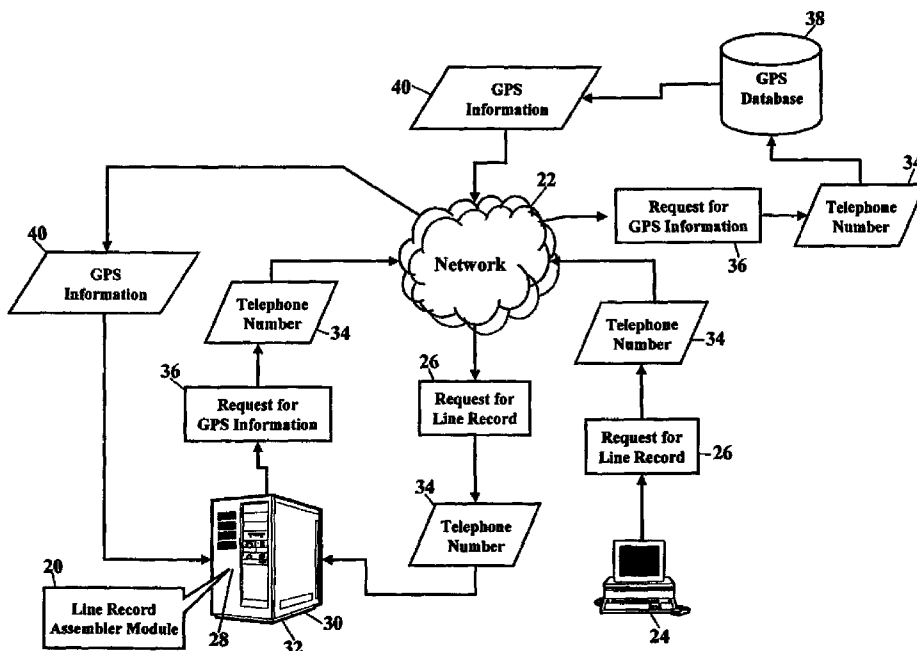 38
GPS
Database
40
GPS
Information
34
Telephone
Number
22
Request for
GPS Information
36
Network
40
GPS
Information
Telephone
Number
34
Telephone
Number
34
26
Request for
Line Record
36
Request for
GPS Information
Request for
Line Record
26
34
Telephone
Number
20
Line Record
Assembler Module
28
30
32
24